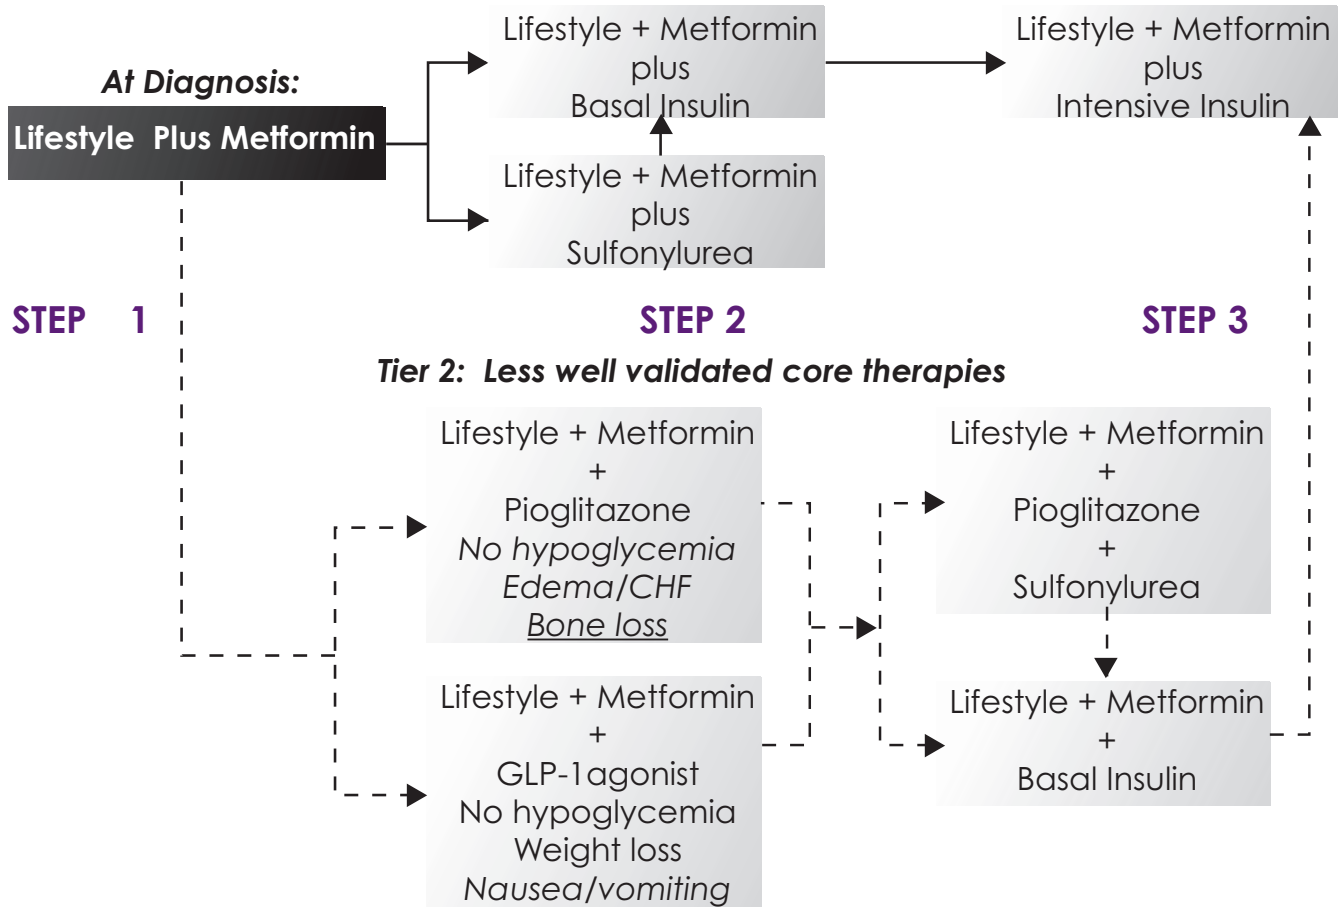 At Diagnosis:
Lifestyle Plus Metformin
Lifestyle + Metformin
plus
Basal Insulin
Lifestyle + Metformin
plus
Intensive Insulin
Lifestyle + Metformin
plus
Sulfonylurea
STEP 1
STEP 2
STEP 3
Tier 2: Less well validated core therapies
Lifestyle + Metformin
+
Pioglitazone
No hypoglycemia
Edema/CHF
Bone loss
Lifestyle + Metformin
+
Pioglitazone
+
Sulfonylurea
Lifestyle + Metformin
+
GLP-1agonist
No hypoglycemia
Weight loss
Nausea/vomiting
Lifestyle + Metformin
+
Basal Insulin